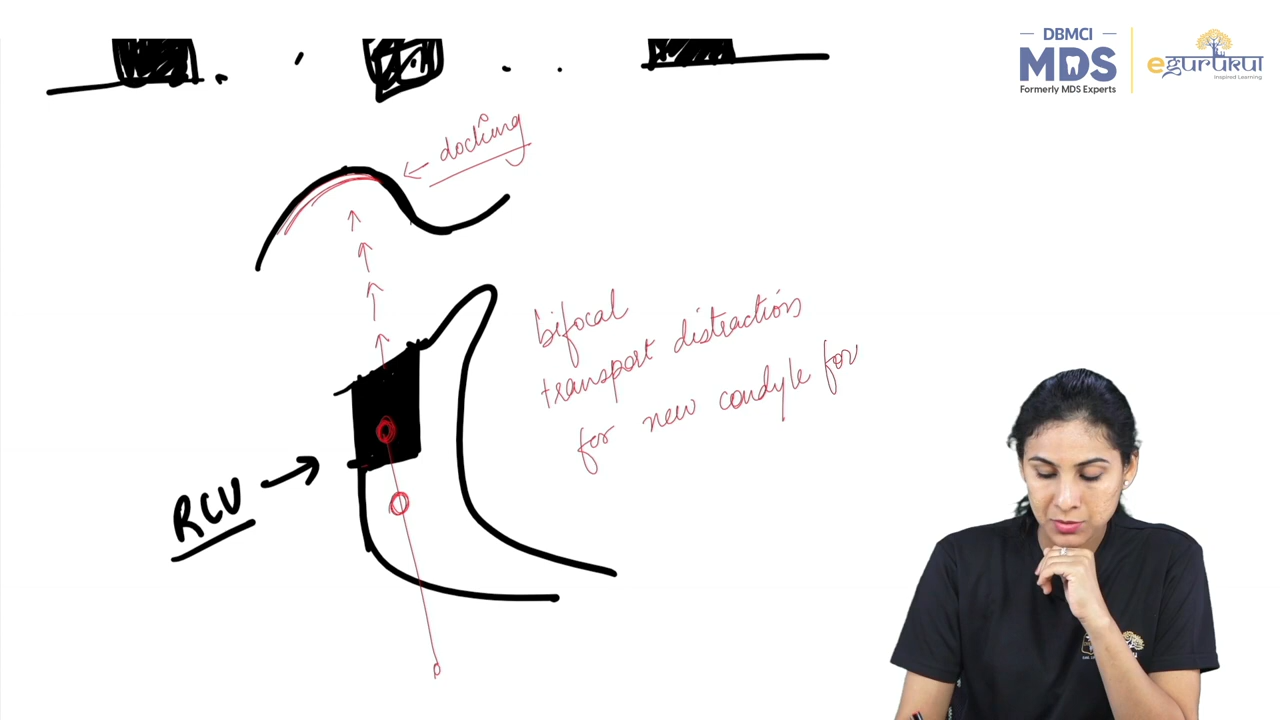 DBMCI
MDS
Formerly MDS Experts
egurukul
Inspired Learning
← docking
bifocal
transport distraction
for new condyle for
RCU